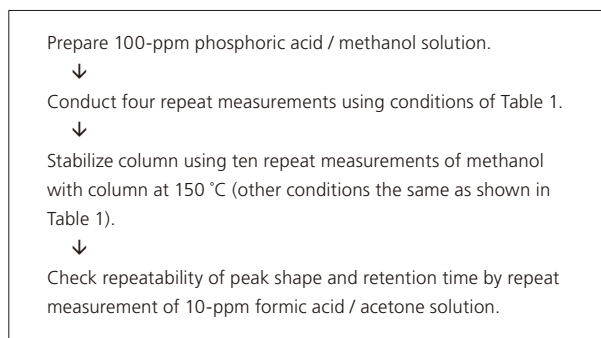 Prepare 100-ppm phosphoric acid / methanol solution.
↓
Conduct four repeat measurements using conditions of Table 1.
↓
Stabilize column using ten repeat measurements of methanol
with column at 150 ˚C (other conditions the same as shown in
Table 1).
↓
Check repeatability of peak shape and retention time by repeat
measurement of 10-ppm formic acid / acetone solution.